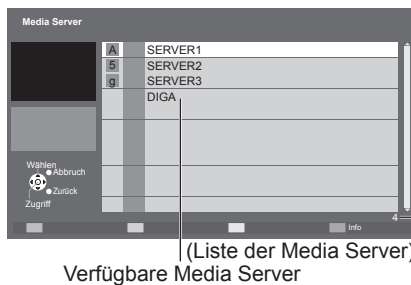 Media Server
A SERVER1
5 SERVER2
g SERVER3
DIGA
Wählen
Abbruch
Zurück
Zugriff
4
Info
(Liste der Media Server)
Verfügbare Media Server